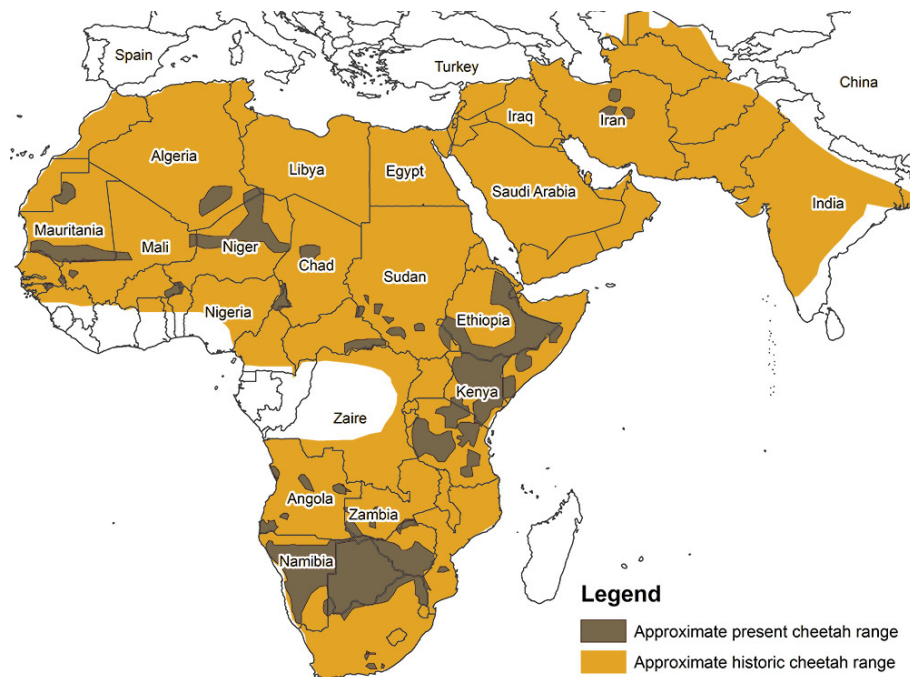 Spain
Turkey
China
Iraq
Iran
Algeria
Libya
Egypt
Saudi Arabia
India
Mauritania
Mali
Niger
Chad
Sudan
Nigeria
Ethiopia
Kenya
Zaire
Angola
Zambia
Namibia
Legend
Approximate present cheetah range
Approximate historic cheetah range